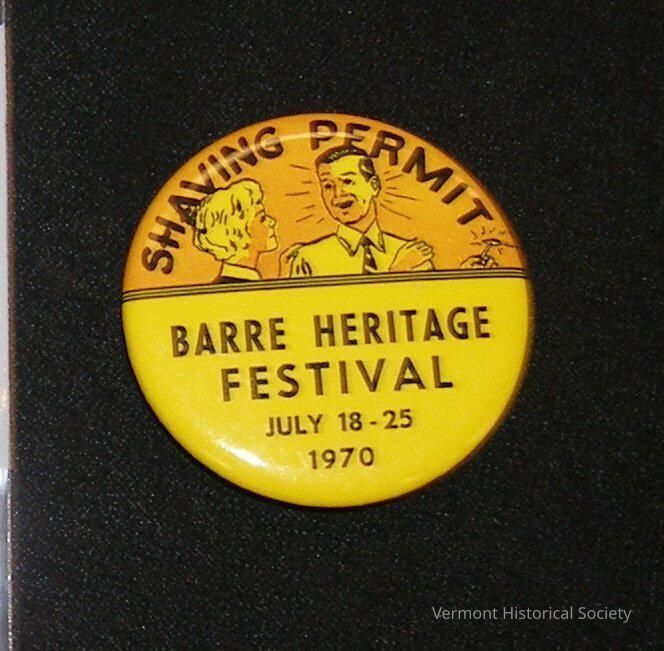 SHAVING PERMIT
BARRE HERITAGE
FESTIVAL
JULY 18-25
1970
Vermont Historical Society